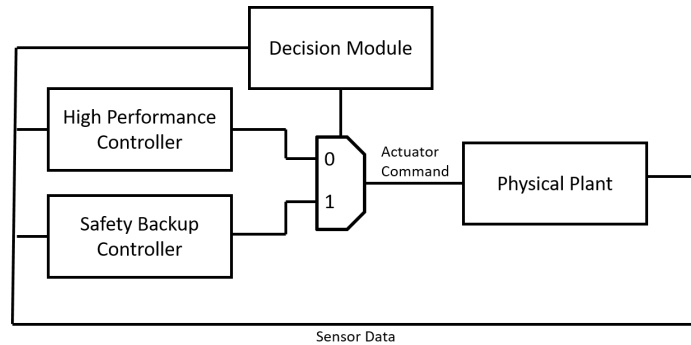 Decision Module
High Performance
Controller
0
Actuator
Command
Physical Plant
1
Safety Backup
Controller
Sensor Data